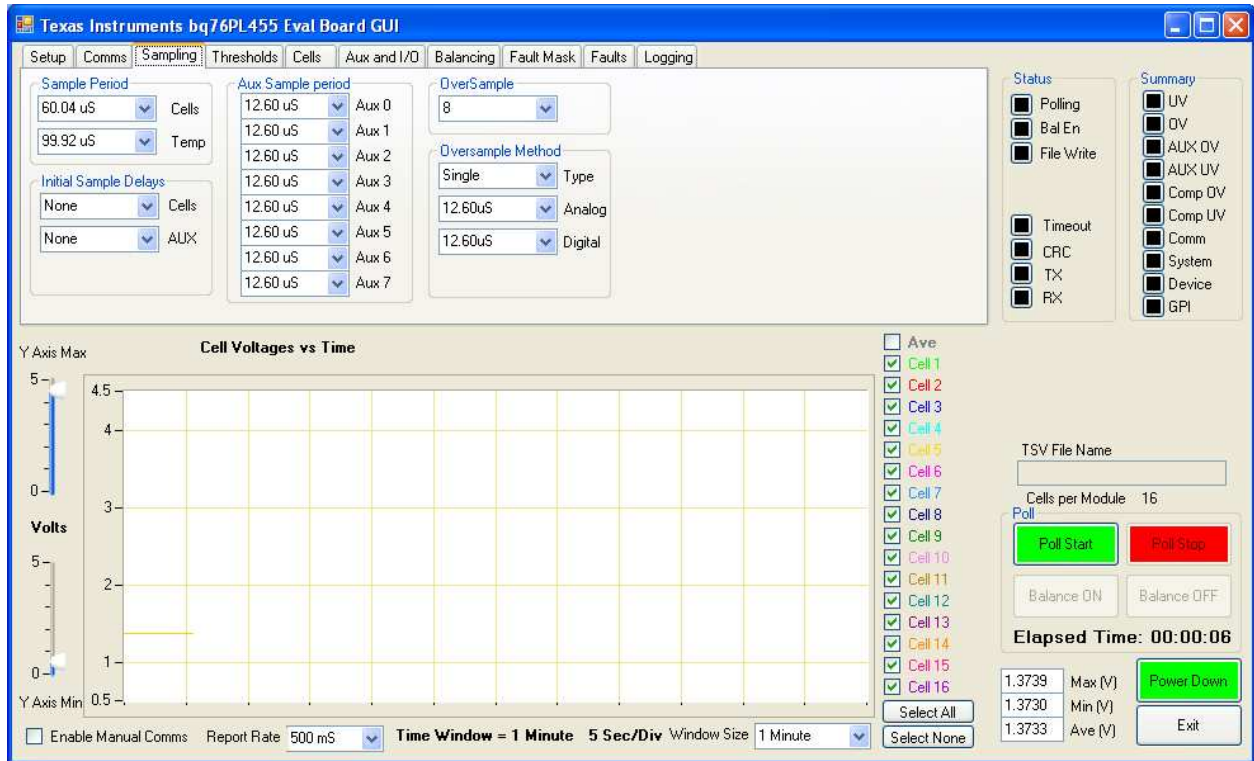 Texas Instruments bq76PL455 Eval Board GUI
Setup Comms Sampling Thresholds Cells Aux and I/O Balancing Fault Mask Faults Logging
Sample Period
60.04 uS Cells
99.92 uS Temp
Initial Sample Delays
None Cells
None AUX
Aux Sample period
12.60 uS Aux 0
12.60 uS Aux 1
12.60 uS Aux 2
12.60 uS Aux 3
12.60 uS Aux 4
12.60 uS Aux 5
12.60 uS Aux 6
12.60 uS Aux 7
OverSample
8
Oversample Method
Single Type
12.60uS Analog
12.60uS Digital
Status
Polling
Bal En
File Write
Timeout
CRC
TX
RX
Summary
UV
OV
AUX OV
AUX UV
Comp OV
Comp UV
Comm
System
Device
GPI
Y Axis Max
5
0
Volts
5
0
Y Axis Min
Cell Voltages vs Time
4.5
4
3
2
1
0.5
Ave
Cell 1
Cell 2
Cell 3
Cell 4
Cell 5
Cell 6
Cell 7
Cell 8
Cell 9
Cell 10
Cell 11
Cell 12
Cell 13
Cell 14
Cell 15
Cell 16
Select All
Select None
TSV File Name
Cells per Module 16
Poll
Poll Start Poll Stop
Balance ON Balance OFF
Elapsed Time: 00:00:06
1.3739 Max (V)
1.3730 Min (V)
1.3733 Ave (V)
Power Down
Exit
Enable Manual Comms Report Rate 500 mS Time Window = 1 Minute 5 Sec/Div Window Size 1 Minute